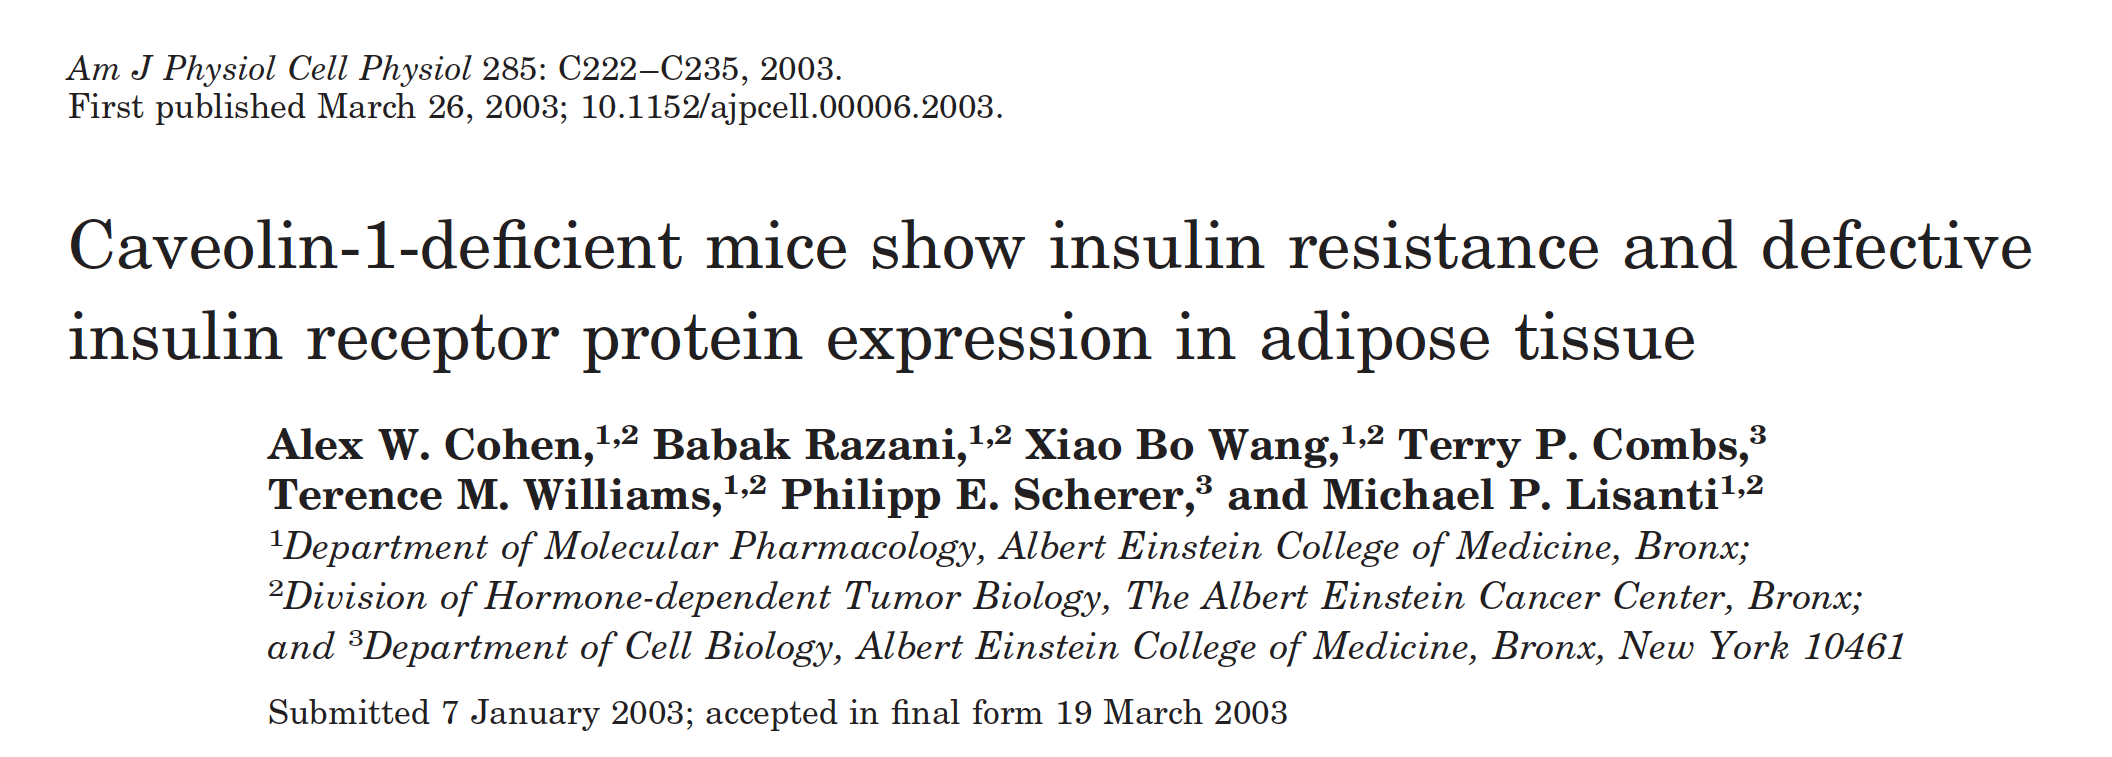 Am J Physiol Cell Physiol 285: C222–C235, 2003.
First published March 26, 2003; 10.1152/ajpcell.00006.2003.
Caveolin-1-deficient mice show insulin resistance and defective
insulin receptor protein expression in adipose tissue
Alex W. Cohen,1,2 Babak Razani,1,2 Xiao Bo Wang,1,2 Terry P. Combs,3
Terence M. Williams,1,2 Philipp E. Scherer,3 and Michael P. Lisanti1,2
1Department of Molecular Pharmacology, Albert Einstein College of Medicine, Bronx;
2Division of Hormone-dependent Tumor Biology, The Albert Einstein Cancer Center, Bronx;
and 3Department of Cell Biology, Albert Einstein College of Medicine, Bronx, New York 10461
Submitted 7 January 2003; accepted in final form 19 March 2003